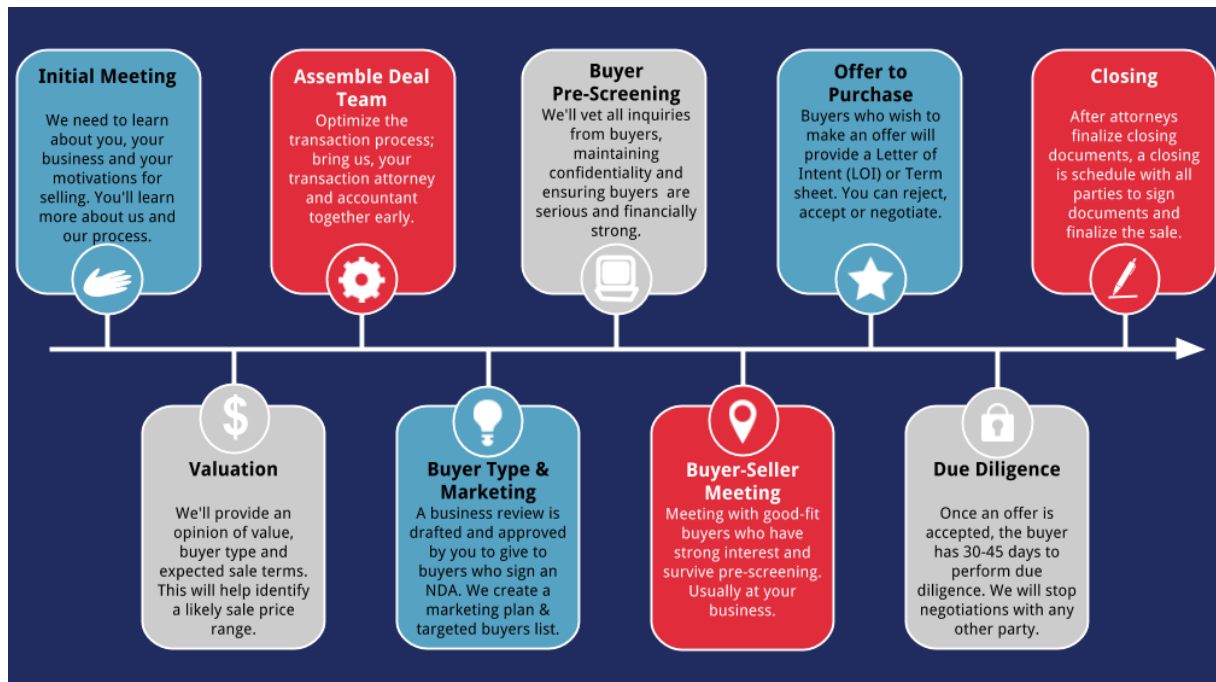 Initial Meeting
We need to learn
about you, your
business and your
motivations for
selling. You'll learn
more about us and
our process.
Valuation
We'll provide an
opinion of value,
buyer type and
expected sale terms.
This will help identify
a likely sale price
range.
Assemble Deal
Team
Optimize the
transaction process;
bring us, your
transaction attorney
and accountant
together early.
Buyer Type &
Marketing
A business review is
drafted and approved
by you to give to
buyers who sign an
NDA. We create a
marketing plan &
targeted buyers list.
Buyer
Pre-Screening
We'll vet all inquiries
from buyers,
maintaining
confidentiality and
ensuring buyers are
serious and financially
strong.
Buyer-Seller
Meeting
Meeting with good-fit
buyers who have
strong interest and
survive pre-screening.
Usually at your
business.
Offer to
Purchase
Buyers who wish to
make an offer will
provide a Letter of
Intent (LOI) or Term
sheet. You can reject,
accept or negotiate.
Due Diligence
Once an offer is
accepted, the buyer
has 30-45 days to
perform due
diligence. We will stop
negotiations with any
other party.
Closing
After attorneys
finalize closing
documents, a closing
is schedule with all
parties to sign
documents and
finalize the sale.